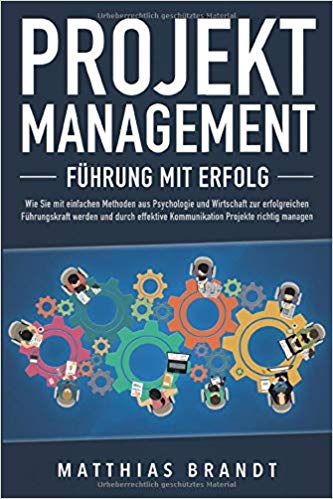 Urheberrechtlich geschütztes Material
PROJEKT
MANAGEMENT
FÜHRUNG MIT ERFOLG
Wie Sie mit einfachen Methoden aus Psychologie und Wirtschaft zur erfolgreichen
Führungskraft werden und durch effektive Kommunikation Projekte richtig managen
MATTHIAS BRANDT
Urheberrechtlich geschütztes Material